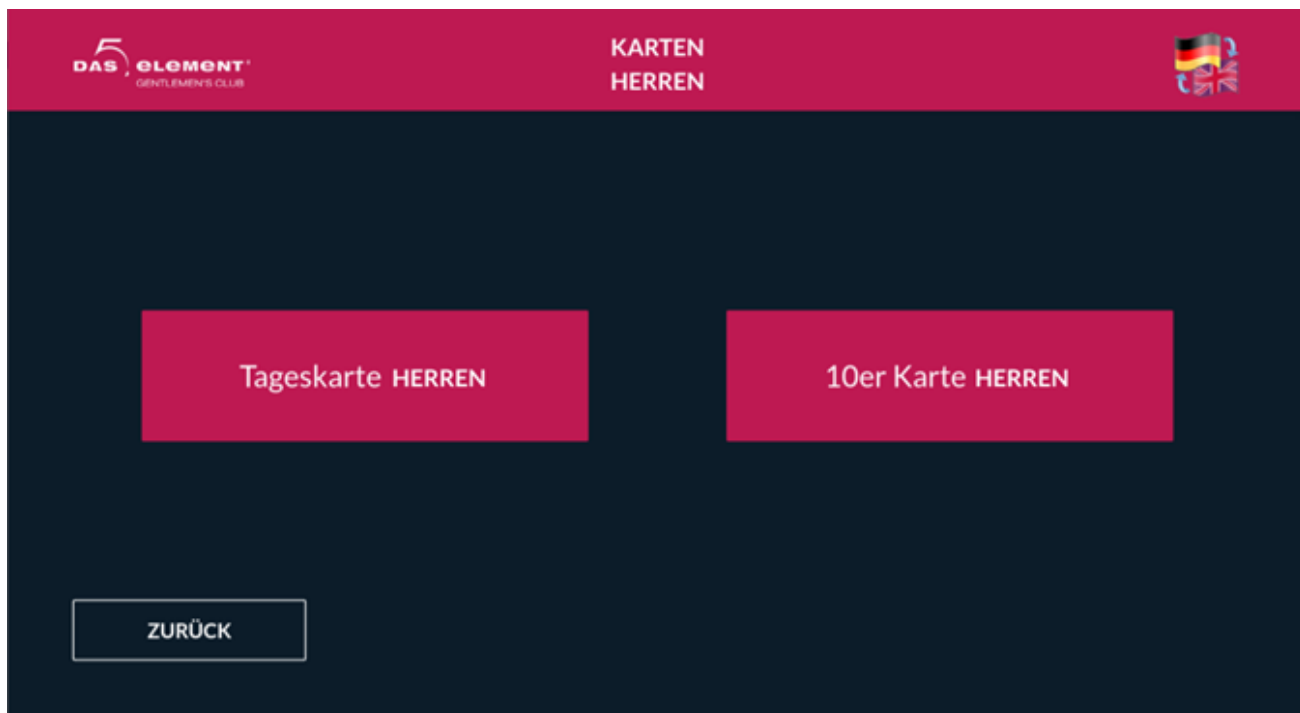 DAS 5 ELEMENT
GENTLEMEN'S CLUB
KARTEN
HERREN
Tageskarte HERREN
10er Karte HERREN
ZURÜCK